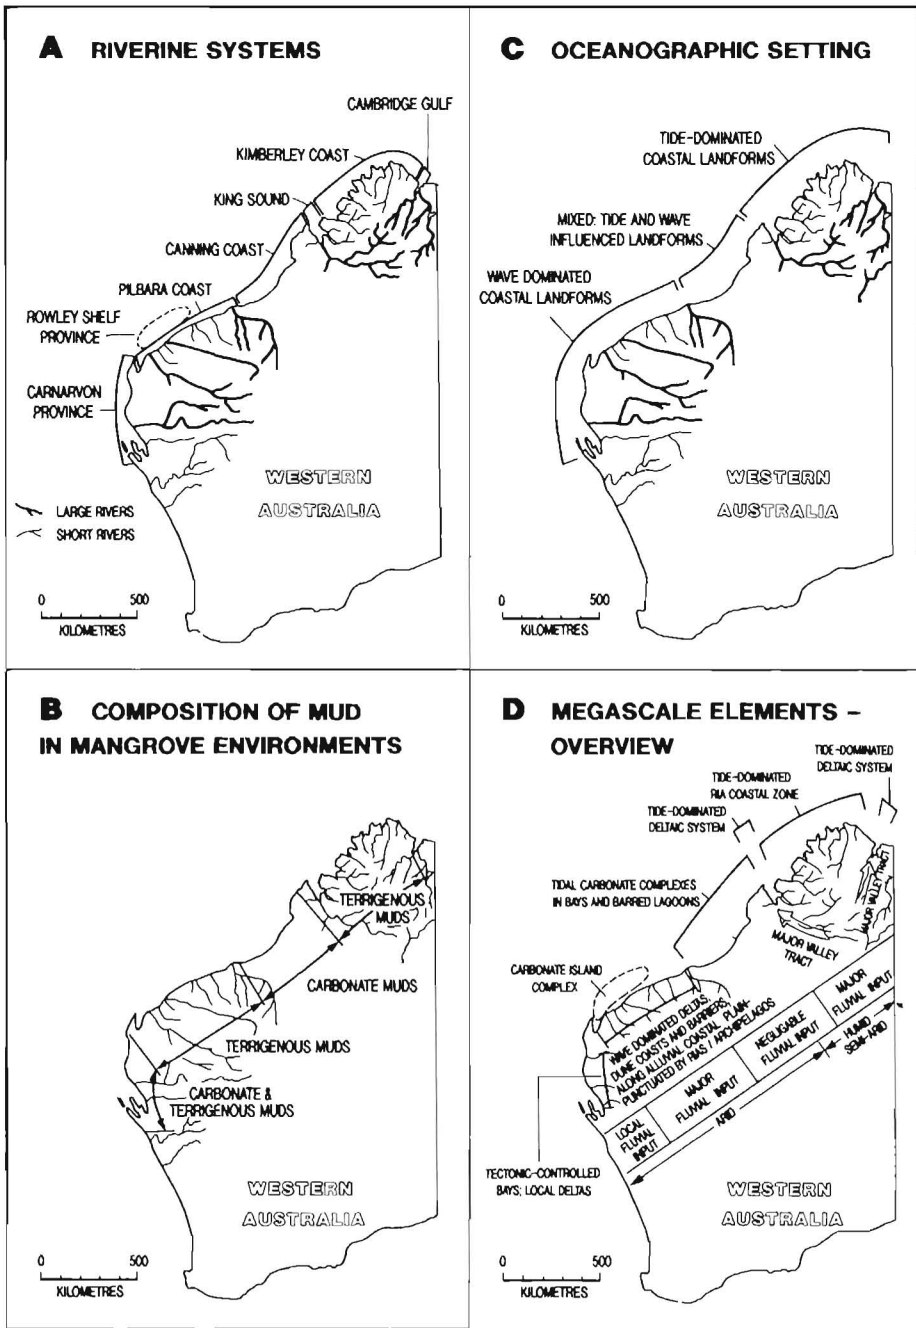 A RIVERINE SYSTEMS
CAMBRIDGE GULF
KIMBERLEY COAST
KING SOUND
CANNING COAST
PILBARA COAST
ROWLEY SHELF
PROVINCE
CARNARVON
PROVINCE
WESTERN
AUSTRALIA
LARGE RIVERS
SHORT RIVERS
0 500
KILOMETRES
C OCEANOGRAPHIC SETTING
TIDE-DOMINATED
COASTAL LANDFORMS
MIXED: TIDE AND WAVE
INFLUENCED LANDFORMS
WAVE DOMINATED
COASTAL LANDFORMS
WESTERN
AUSTRALIA
0 500
KILOMETRES
B COMPOSITION OF MUD
IN MANGROVE ENVIRONMENTS
TERRIGENOUS
MUDS
CARBONATE MUDS
TERRIGENOUS MUDS
CARBONATE &
TERRIGENOUS MUDS
WESTERN
AUSTRALIA
0 500
KILOMETRES
D MEGASCALE ELEMENTS –
OVERVIEW
TIDE-DOMINATED
DELTAIC SYSTEM
TIDE-DOMINATED
RIA COASTAL ZONE
TIDE-DOMINATED
DELTAIC SYSTEM
TIDAL CARBONATE COMPLEXES
IN BAYS AND BARRED LAGOONS
MAJOR VALLEY TRACT
MAJOR VALLEY
TRACT
CARBONATE ISLAND
COMPLEX
WAVE DOMINATED DELTAS,
DUNE COASTS AND BARRIERS,
ALONG ALLUVIAL COASTAL PLAIN-
PUNCTUATED BY RIAS / ARCHIPELAGOS
LOCAL
FLUVIAL
INPUT
MAJOR
FLUVIAL INPUT
NEGLIGABLE
FLUVIAL INPUT
MAJOR
FLUVIAL INPUT
ARID
HUMID
SEMI-ARID
TECTONIC-CONTROLLED
BAYS; LOCAL DELTAS
WESTERN
AUSTRALIA
0 500
KILOMETRES